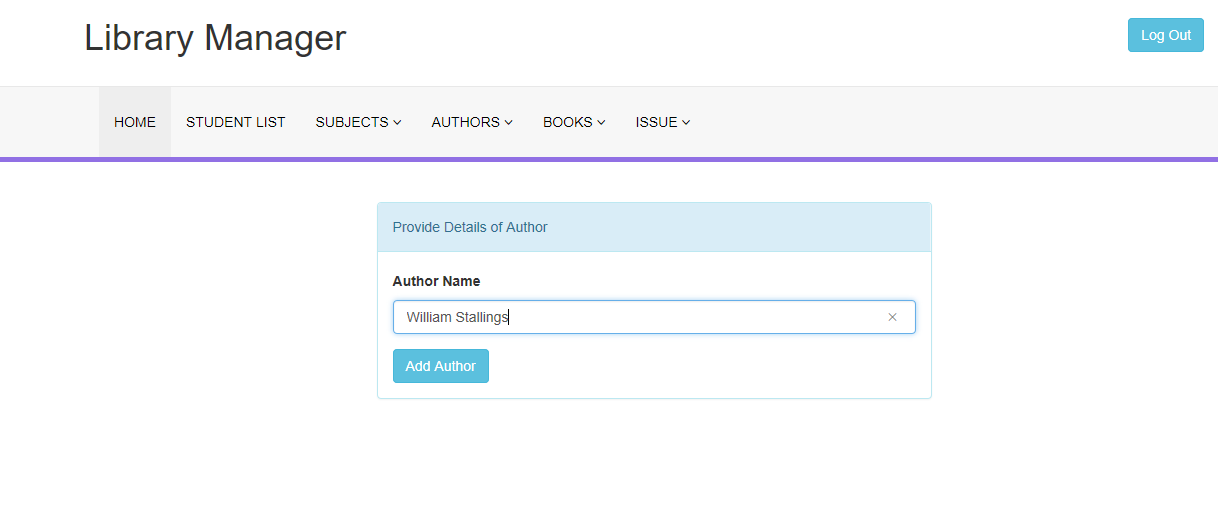 Library Manager
Log Out
HOME STUDENT LIST SUBJECTS AUTHORS BOOKS ISSUE
Provide Details of Author
Author Name
William Stallings
Add Author